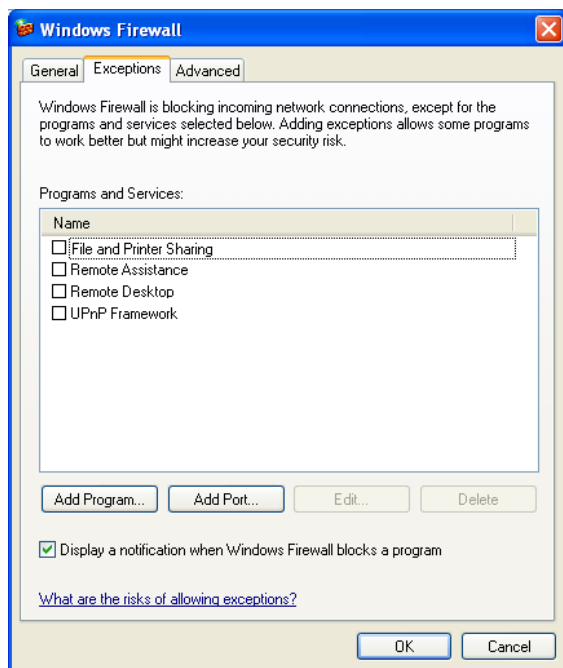 Windows Firewall
General Exceptions Advanced
Windows Firewall is blocking incoming network connections, except for the
programs and services selected below. Adding exceptions allows some programs
to work better but might increase your security risk.
Programs and Services:
Name
File and Printer Sharing
Remote Assistance
Remote Desktop
UPnP Framework
Add Program... Add Port... Edit... Delete
Display a notification when Windows Firewall blocks a program
What are the risks of allowing exceptions?
OK Cancel